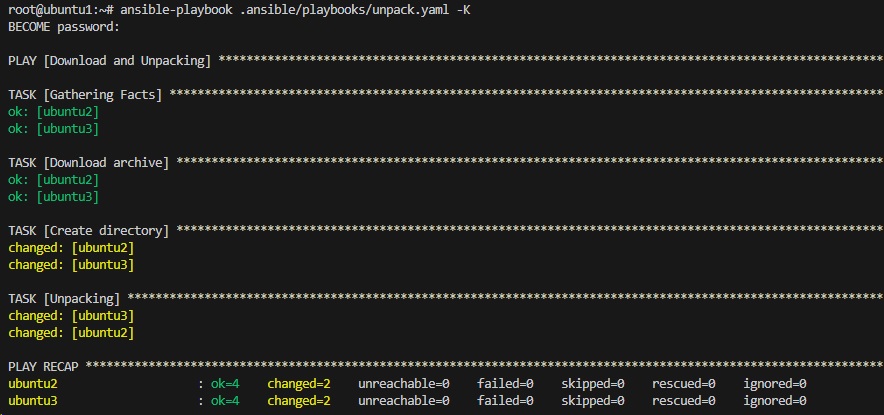 root@ubuntu1:~# ansible-playbook .ansible/playbooks/unpack.yaml -K
BECOME password:
PLAY [Download and Unpacking] ***********************************************************************************************
TASK [Gathering Facts] ******************************************************************************************************
ok: [ubuntu2]
ok: [ubuntu3]
TASK [Download archive] *****************************************************************************************************
ok: [ubuntu2]
ok: [ubuntu3]
TASK [Create directory] *****************************************************************************************************
changed: [ubuntu2]
changed: [ubuntu3]
TASK [Unpacking] ************************************************************************************************************
changed: [ubuntu3]
changed: [ubuntu2]
PLAY RECAP ******************************************************************************************************************
ubuntu2 : ok=4 changed=2 unreachable=0 failed=0 skipped=0 rescued=0 ignored=0
ubuntu3 : ok=4 changed=2 unreachable=0 failed=0 skipped=0 rescued=0 ignored=0